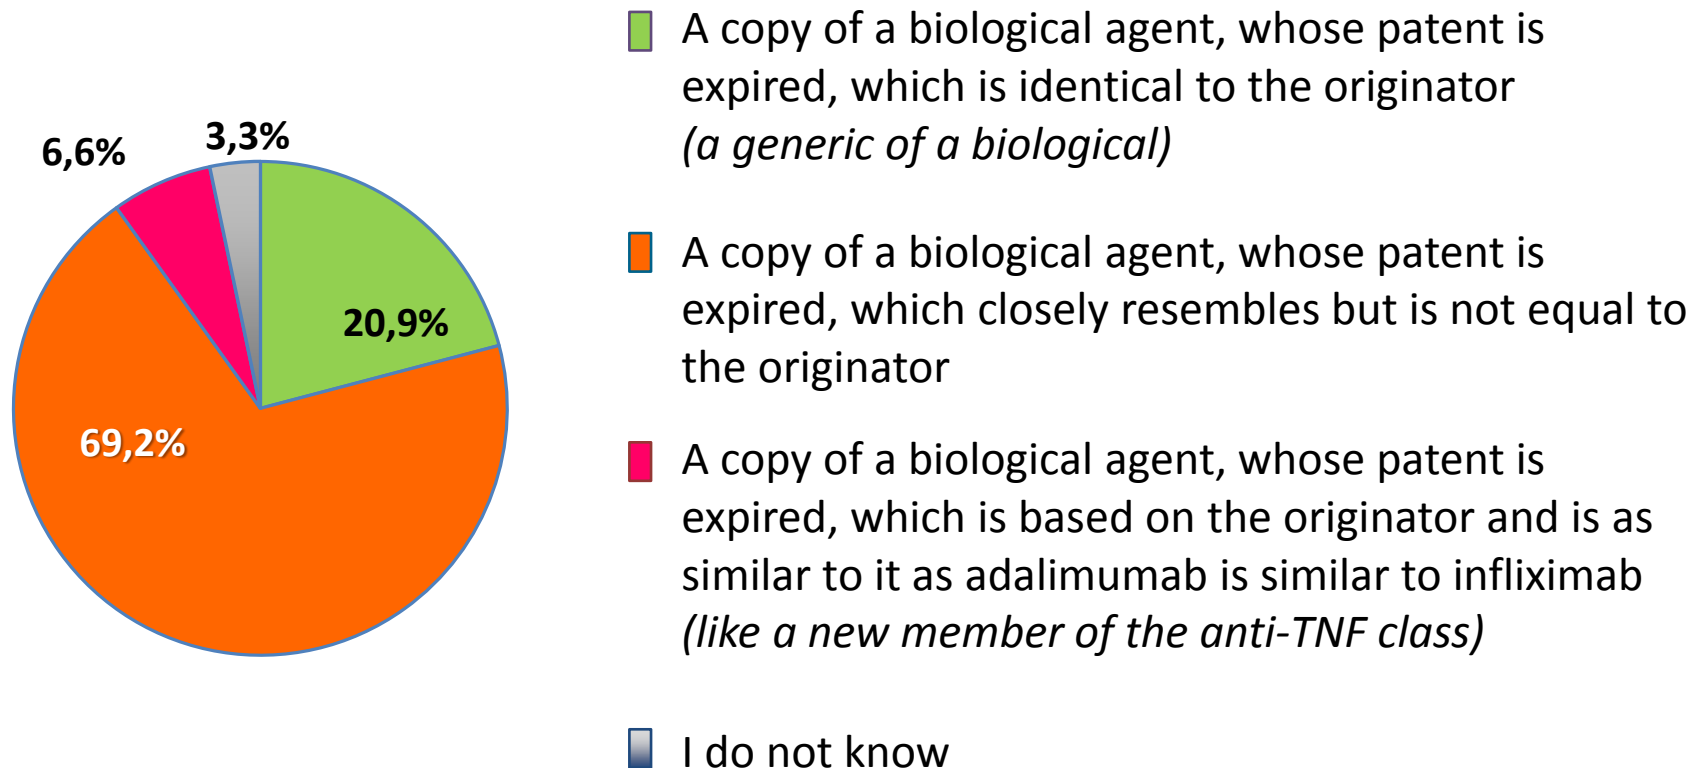 A copy of a biological agent, whose patent is
expired, which is identical to the originator
(a generic of a biological)
A copy of a biological agent, whose patent is
expired, which closely resembles but is not equal to
the originator
A copy of a biological agent, whose patent is
expired, which is based on the originator and is as
similar to it as adalimumab is similar to infliximab
(like a new member of the anti-TNF class)
I do not know
6,6%
3,3%
20,9%
69,2%